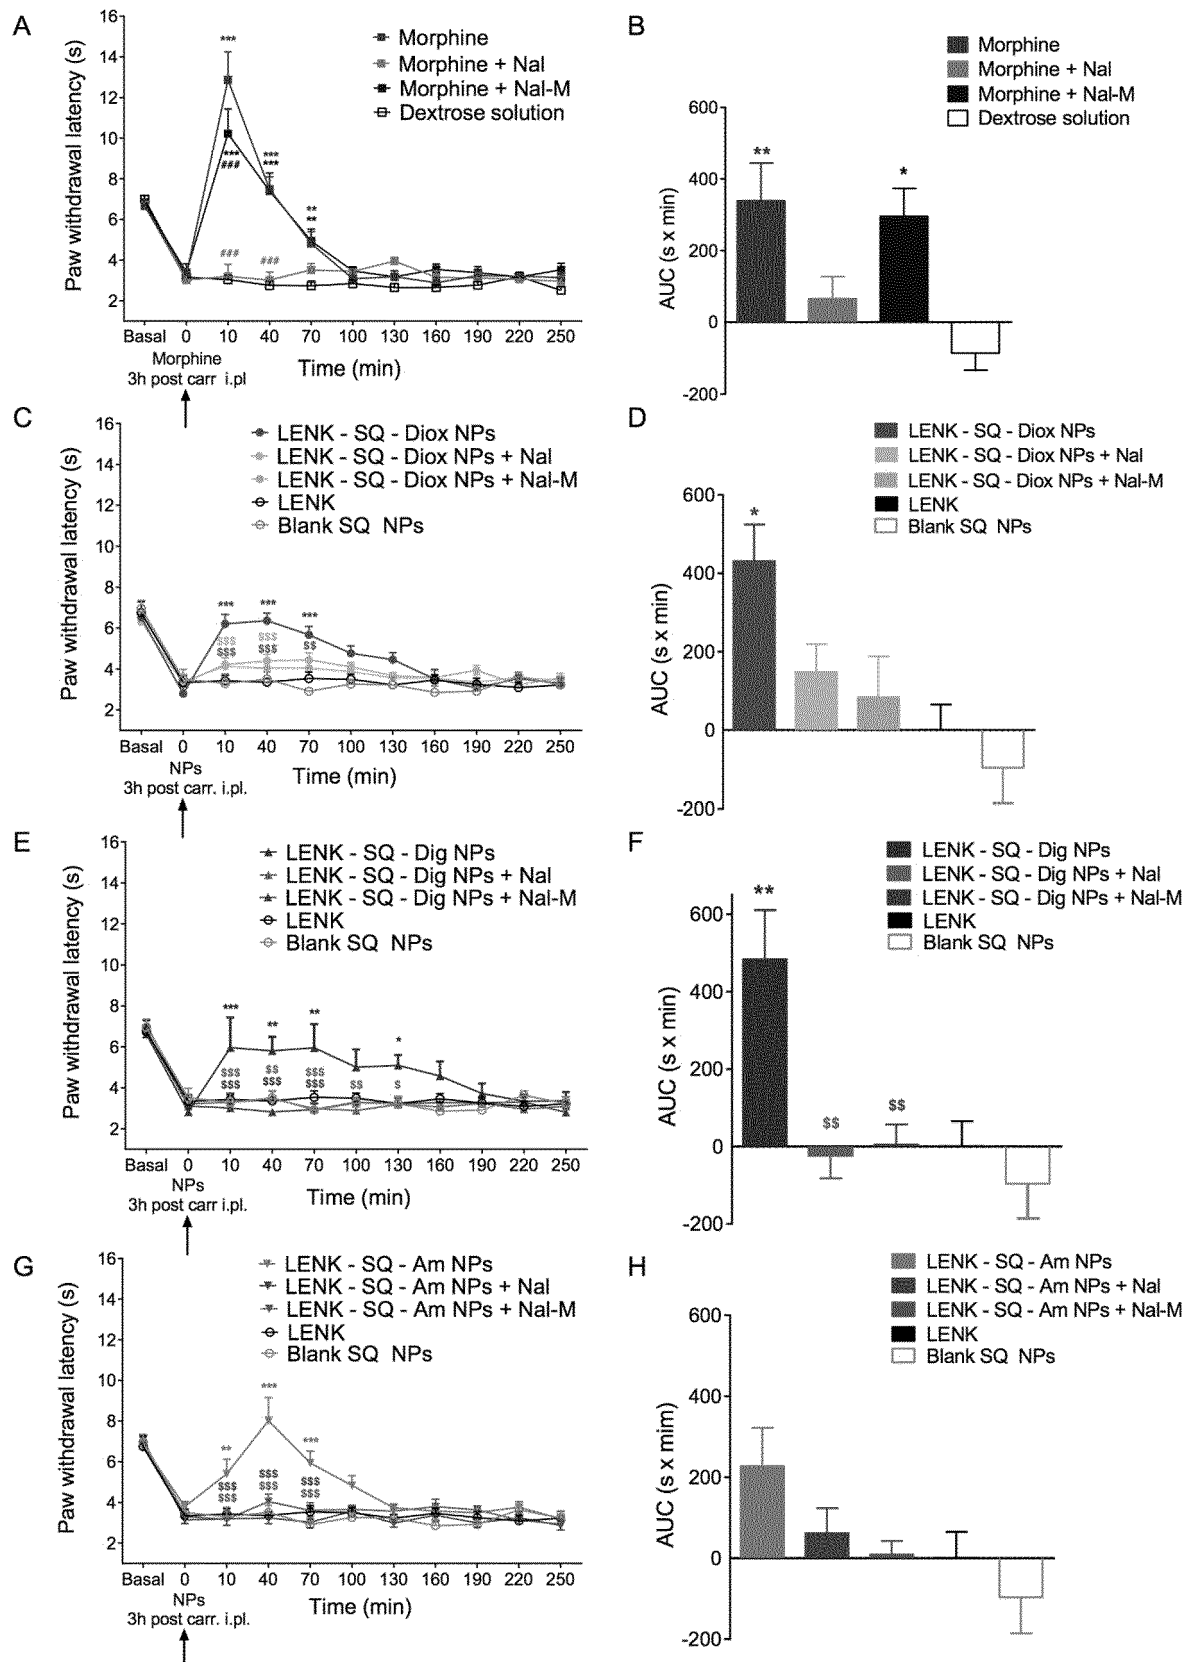 A
Paw withdrawal latency (s)
16
14
12
10
8
6
4
2
***
***
###
***
***
**
**
###
###
Morphine
Morphine + Nal
Morphine + Nal-M
Dextrose solution
Basal 0 10 40 70 100 130 160 190 220 250
Morphine
3h post carr i.pl
Time (min)
B
AUC (s x min)
600
400
200
0
-200
**
*
Morphine
Morphine + Nal
Morphine + Nal-M
Dextrose solution
C
Paw withdrawal latency (s)
16
14
12
10
8
6
4
2
LENK - SQ - Diox NPs
LENK - SQ - Diox NPs + Nal
LENK - SQ - Diox NPs + Nal-M
LENK
Blank SQ NPs
*** *** ***
$$$ $$$
$$$ $$$ $$
Basal 0 10 40 70 100 130 160 190 220 250
NPs
3h post carr. i.pl.
Time (min)
D
AUC (s x min)
600
400
200
0
-200
*
LENK - SQ - Diox NPs
LENK - SQ - Diox NPs + Nal
LENK - SQ - Diox NPs + Nal-M
LENK
Blank SQ NPs
E
Paw withdrawal latency (s)
16
14
12
10
8
6
4
2
LENK - SQ - Dig NPs
LENK - SQ - Dig NPs + Nal
LENK - SQ - Dig NPs + Nal-M
LENK
Blank SQ NPs
*** ** ** *
$$$ $$ $$$
$$$ $$$ $$$ $$ $
Basal 0 10 40 70 100 130 160 190 220 250
NPs
3h post carr i.pl.
Time (min)
F
AUC (s x min)
600
400
200
0
-200
**
$$ $$
LENK - SQ - Dig NPs
LENK - SQ - Dig NPs + Nal
LENK - SQ - Dig NPs + Nal-M
LENK
Blank SQ NPs
G
Paw withdrawal latency (s)
16
14
12
10
8
6
4
2
LENK - SQ - Am NPs
LENK - SQ - Am NPs + Nal
LENK - SQ - Am NPs + Nal-M
LENK
Blank SQ NPs
** *** ***
$$$ $$$ $$$
$$$ $$$ $$$
Basal 0 10 40 70 100 130 160 190 220 250
NPs
3h post carr. i.pl.
Time (min)
H
AUC (s x mim)
600
400
200
0
-200
LENK - SQ - Am NPs
LENK - SQ - Am NPs + Nal
LENK - SQ - Am NPs + Nal-M
LENK
Blank SQ NPs